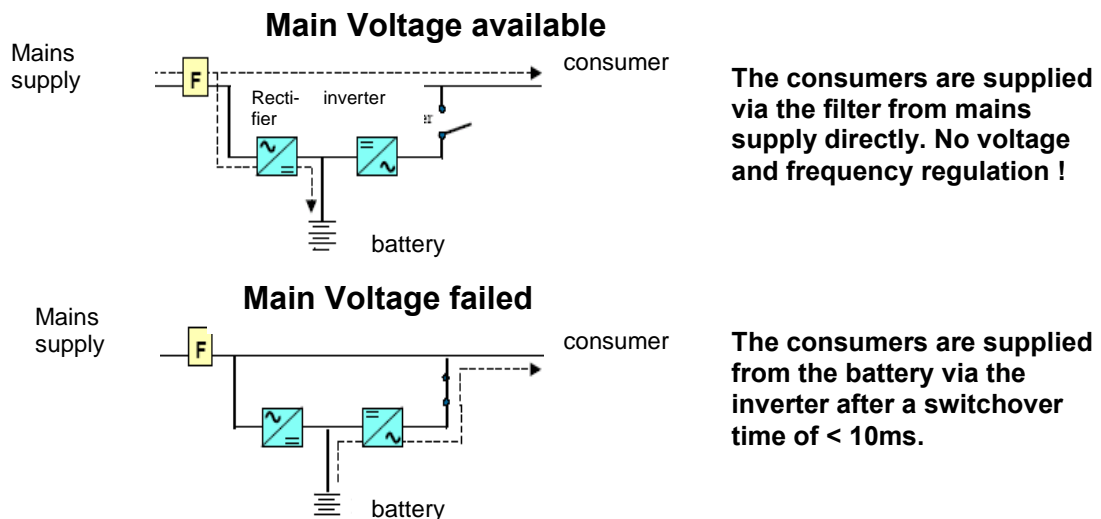 Main Voltage available
Mains
supply
F
consumer
Recti-
fier
inverter
battery
The consumers are supplied
via the filter from mains
supply directly. No voltage
and frequency regulation !
Main Voltage failed
Mains
supply
F
consumer
battery
The consumers are supplied
from the battery via the
inverter after a switchover
time of < 10ms.